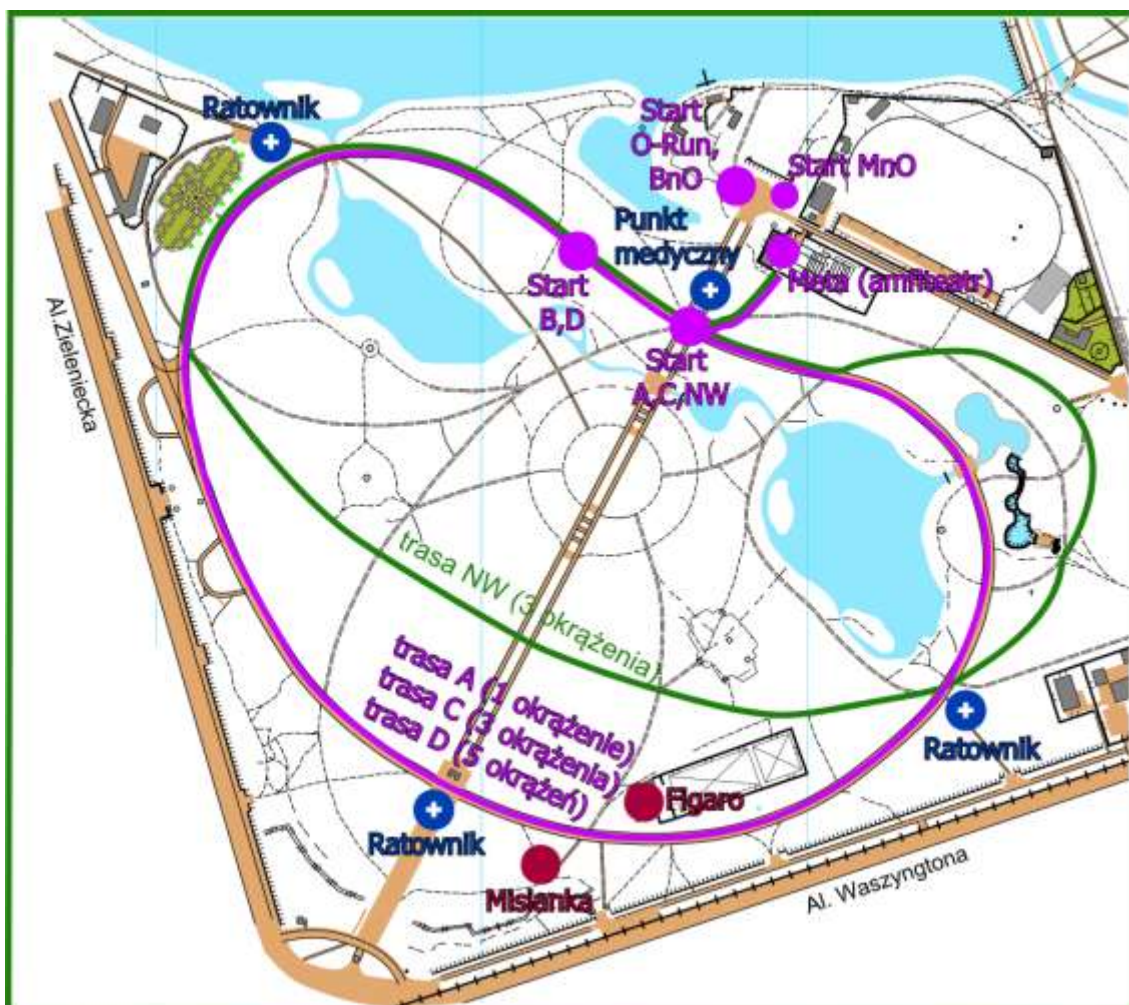 Ratownik
Start
O-Run,
BnO
Start MnO
Punkt
medyczny
Meta (amfiteatr)
Start
B,D
Start
A,C,NW
Al.Zieleniecka
trasa NW (3 okrążenia)
trasa A (1 okrążenie)
trasa C (3 okrążenia)
trasa D (5 okrążeń)
Ratownik
Figaro
Ratownik
Misianka
Al. Waszyngtona